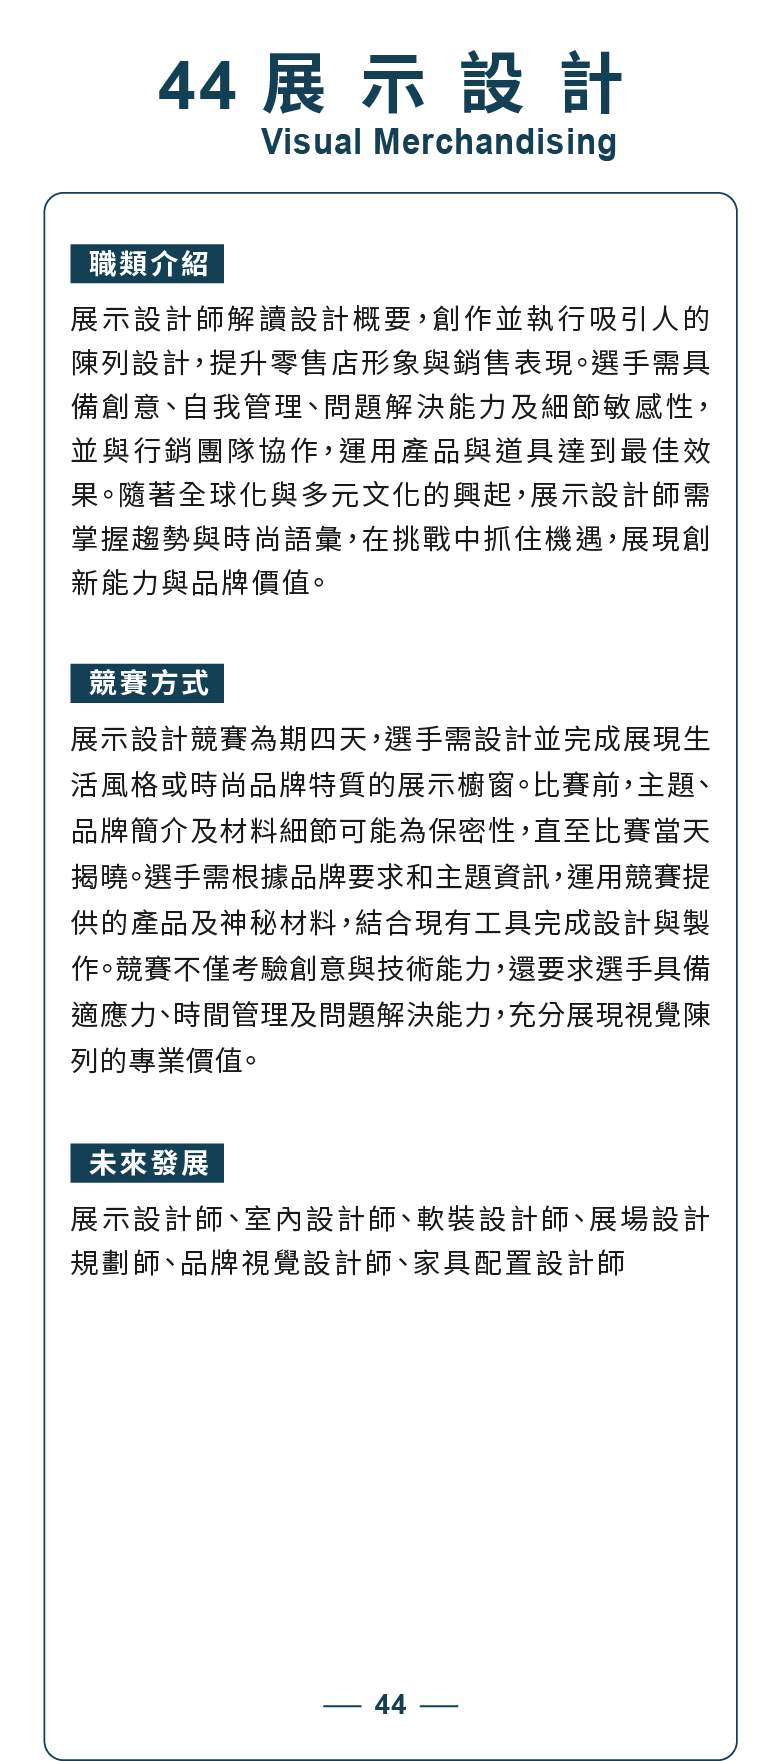 44 展示設計
Visual Merchandising
職類介紹
展示設計師解讀設計概要，創作並執行吸引人的
陳列設計，提升零售店形象與銷售表現。選手需具
備創意、自我管理、問題解決能力及細節敏感性，
並與行銷團隊協作，運用產品與道具達到最佳效
果。隨著全球化與多元文化的興起，展示設計師需
掌握趨勢與時尚語彙，在挑戰中抓住機遇，展現創
新能力與品牌價值。
競賽方式
展示設計競賽為期四天，選手需設計並完成展現生
活風格或時尚品牌特質的展示櫥窗。比賽前，主題、
品牌簡介及材料細節可能為保密性，直至比賽當天
揭曉。選手需根據品牌要求和主題資訊，運用競賽提
供的產品及神秘材料，結合現有工具完成設計與製
作。競賽不僅考驗創意與技術能力，還要求選手具備
適應力、時間管理及問題解決能力，充分展現視覺陳
列的專業價值。
未來發展
展示設計師、室內設計師、軟裝設計師、展場設計
規劃師、品牌視覺設計師、家具配置設計師
44